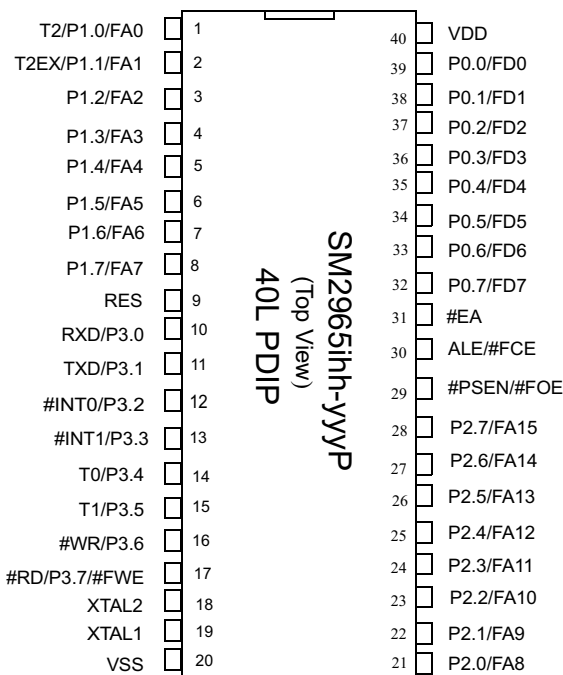 T2/P1.0/FA0 1
T2EX/P1.1/FA1 2
P1.2/FA2 3
P1.3/FA3 4
P1.4/FA4 5
P1.5/FA5 6
P1.6/FA6 7
P1.7/FA7 8
RES 9
RXD/P3.0 10
TXD/P3.1 11
#INT0/P3.2 12
#INT1/P3.3 13
T0/P3.4 14
T1/P3.5 15
#WR/P3.6 16
#RD/P3.7/#FWE 17
XTAL2 18
XTAL1 19
VSS 20
SM2965ihh-yyyP
(Top View)
40L PDIP
40 VDD
39 P0.0/FD0
38 P0.1/FD1
37 P0.2/FD2
36 P0.3/FD3
35 P0.4/FD4
34 P0.5/FD5
33 P0.6/FD6
32 P0.7/FD7
31 #EA
30 ALE/#FCE
29 #PSEN/#FOE
28 P2.7/FA15
27 P2.6/FA14
26 P2.5/FA13
25 P2.4/FA12
24 P2.3/FA11
23 P2.2/FA10
22 P2.1/FA9
21 P2.0/FA8